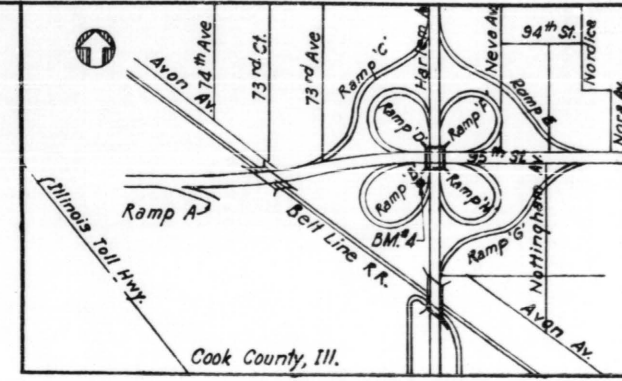 74th Ave
73rd Ct.
73rd Ave
Avon Av.
Ramp 'C'
Harlem A
Neva Av.
94th St.
Nordica
Nora Av.
Ramp E
Ramp 'D'
Ramp 'F'
95th St.
Ramp A
Ramp 'B'
Ramp 'H'
BM.#4
Ramp 'G'
Nottingham Av.
Belt Line R.R.
Illinois Toll Hwy.
Avon Av.
Cook County, Ill.